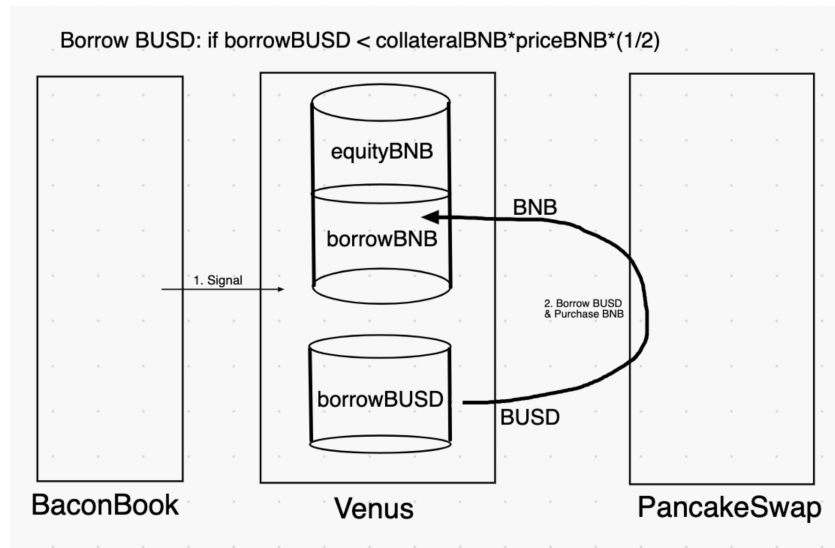 Borrow BUSD: if borrowBUSD < collateralBNB*priceBNB*(1/2)
equityBNB
BNB
borrowBNB
1. Signal
2. Borrow BUSD
& Purchase BNB
borrowBUSD
BUSD
BaconBook
Venus
PancakeSwap